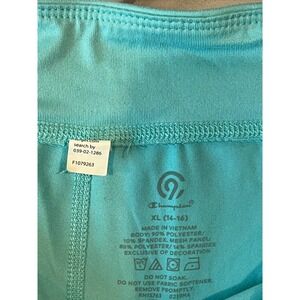 search by
039-02-1286
F1079263
Champion
XL (14-16)
MADE IN VIETNAM
BODY: 90% POLYESTER/
10% SPANDEX, MESH PANEL:
86% POLYESTER/ 14% SPANDEX
EXCLUSIVE OF DECORATION
DO NOT SOAK.
DO NOT USE FABRIC SOFTENER.
REMOVE PROMPTLY.